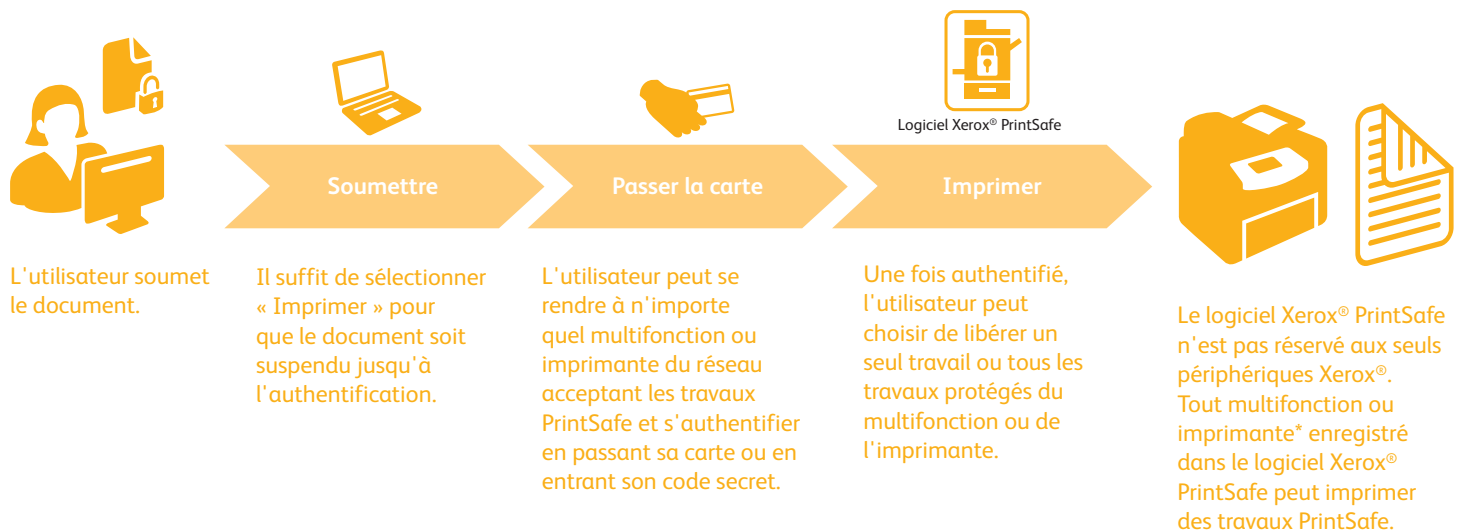 Logiciel Xerox® PrintSafe
Soumettre
Passer la carte
Imprimer
L'utilisateur soumet
le document.
Il suffit de sélectionner
« Imprimer » pour
que le document soit
suspendu jusqu'à
l'authentification.
L'utilisateur peut se
rendre à n'importe
quel multifonction ou
imprimante du réseau
acceptant les travaux
PrintSafe et s'authentifier
en passant sa carte ou en
entrant son code secret.
Une fois authentifié,
l'utilisateur peut
choisir de libérer un
seul travail ou tous les
travaux protégés du
multifonction ou de
l'imprimante.
Le logiciel Xerox® PrintSafe
n'est pas réservé aux seuls
périphériques Xerox®.
Tout multifonction ou
imprimante* enregistré
dans le logiciel Xerox®
PrintSafe peut imprimer
des travaux PrintSafe.